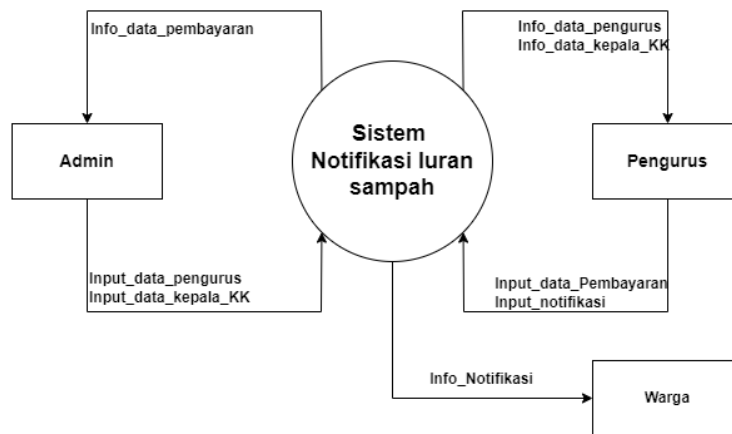 Info_data_pembayaran
Info_data_pengurus
Info_data_kepala_KK
Admin
Sistem
Notifikasi Iuran
sampah
Pengurus
Input_data_pengurus
Input_data_kepala_KK
Input_data_Pembayaran
Input_notifikasi
Info_Notifikasi
Warga